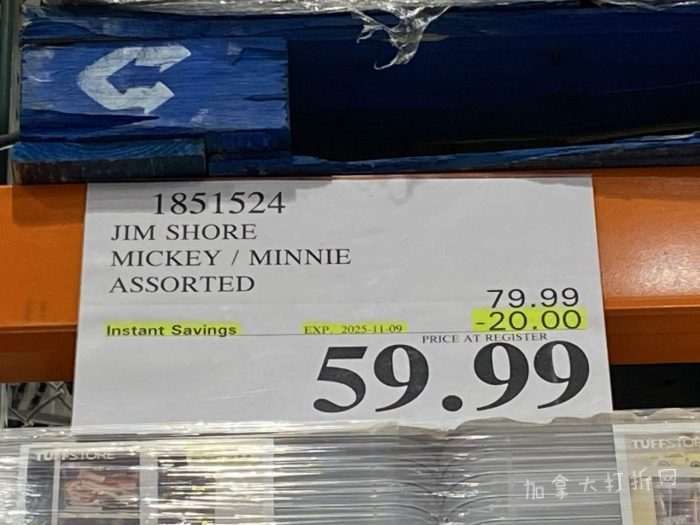 1851524
JIM SHORE
MICKEY / MINNIE
ASSORTED
79.99
Instant Savings EXP. 2025-11-09 -20.00
PRICE AT REGISTER
59.99
TUFFSTORE
TUFFSTORE
加拿大打折网